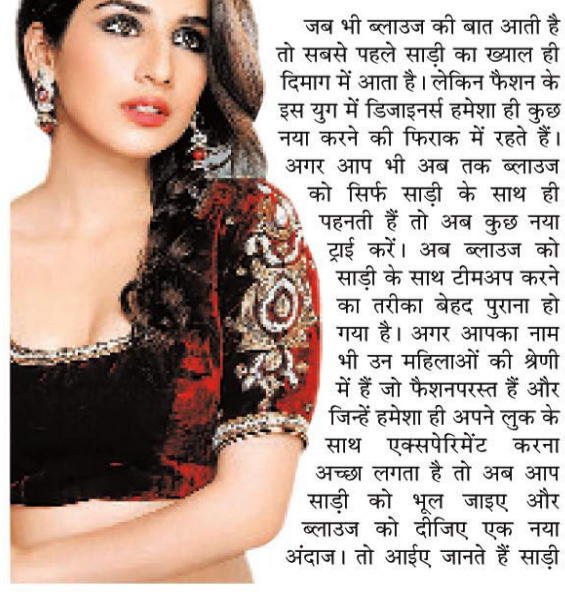 जब भी ब्लाउज की बात आती है
तो सबसे पहले साड़ी का ख्याल ही
दिमाग में आता है। लेकिन फैशन के
इस युग में डिजाइनर्स हमेशा ही कुछ
नया करने की फिराक में रहते हैं।
अगर आप भी अब तक ब्लाउज
को सिर्फ साड़ी के साथ ही
पहनती हैं तो अब कुछ नया
ट्राई करें। अब ब्लाउज को
साड़ी के साथ टीमअप करने
का तरीका बेहद पुराना हो
गया है। अगर आपका नाम
भी उन महिलाओं की श्रेणी
में हैं जो फैशनपरस्त हैं और
जिन्हें हमेशा ही अपने लुक के
साथ एक्सपेरिमेंट करना
अच्छा लगता है तो अब आप
साड़ी को भूल जाइए और
ब्लाउज को दीजिए एक नया
अंदाज। तो आईए जानते हैं साड़ी